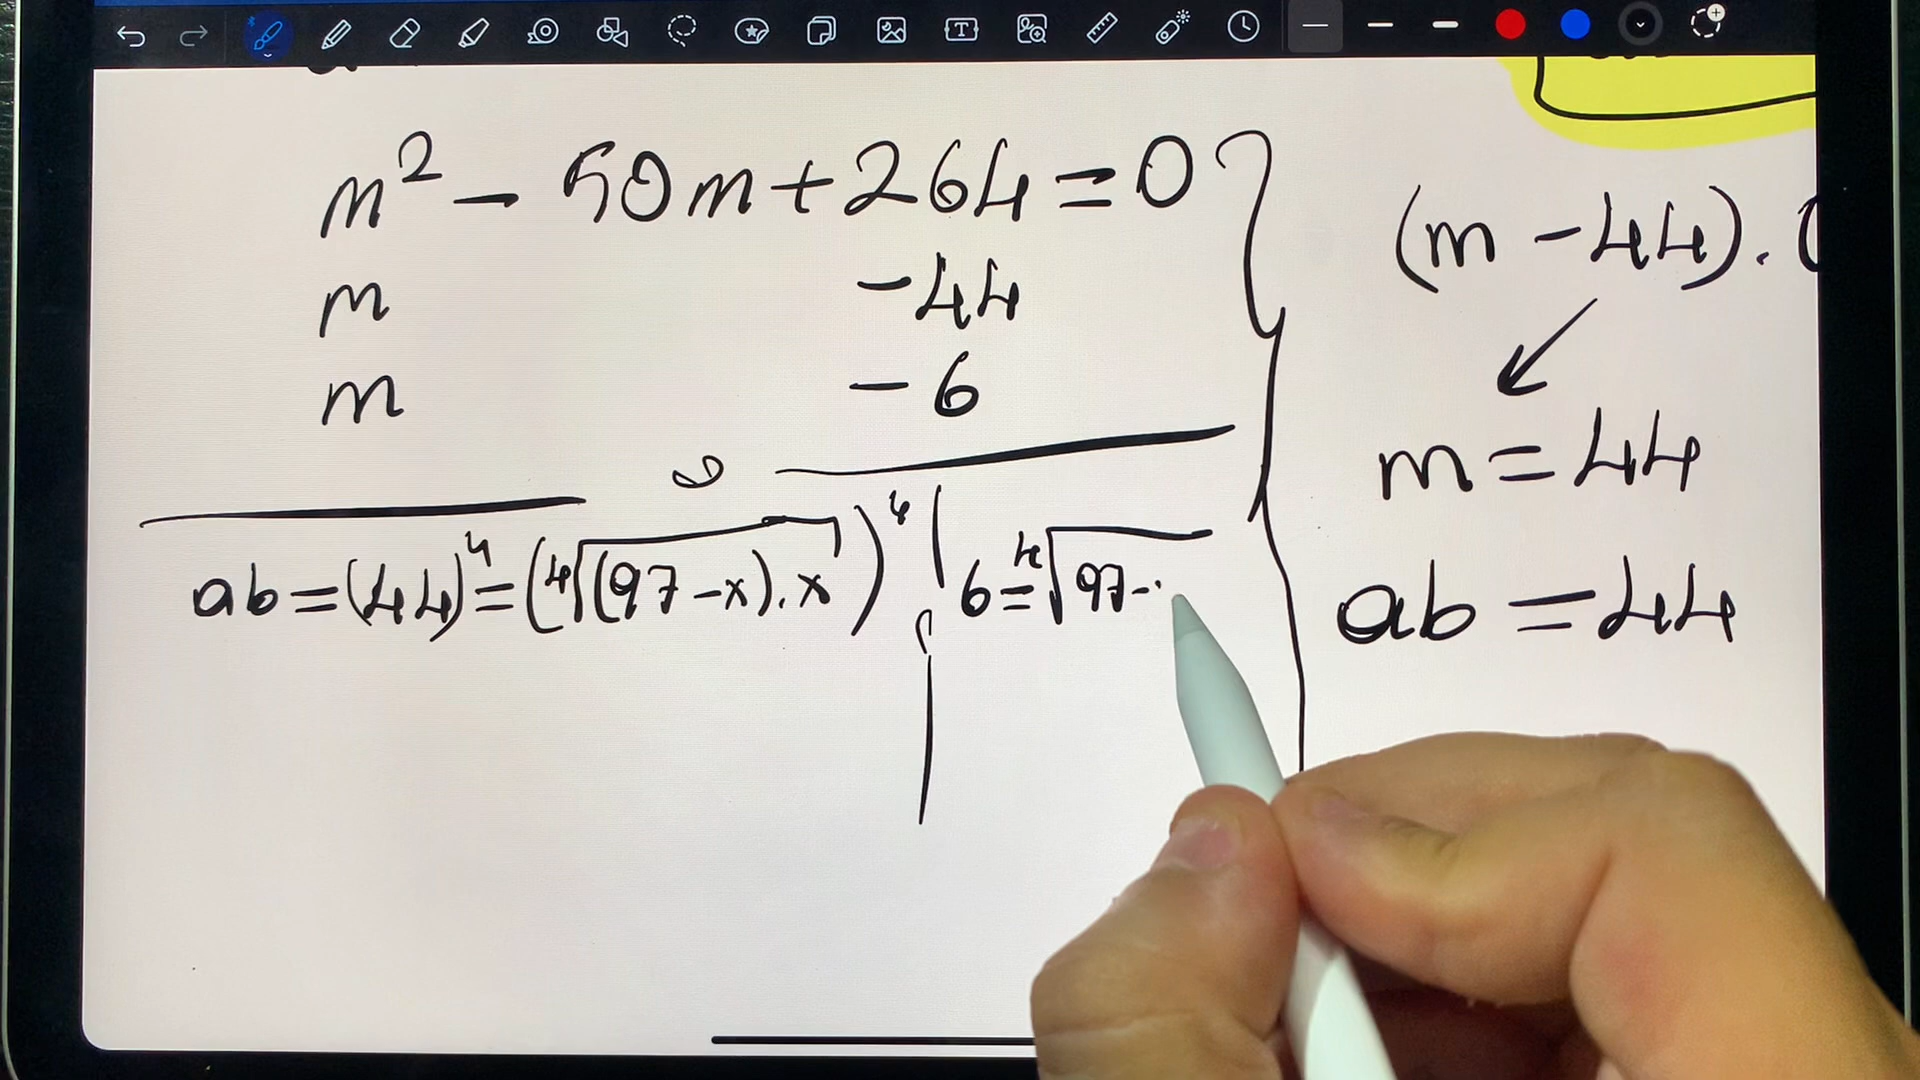 m² - 50m + 264 = 0
m -44
m -6
ab = (44)⁴ = (⁴√(97-x).x)⁴
6 = ⁴√97-
(m - 44).(
m = 44
ab = 44